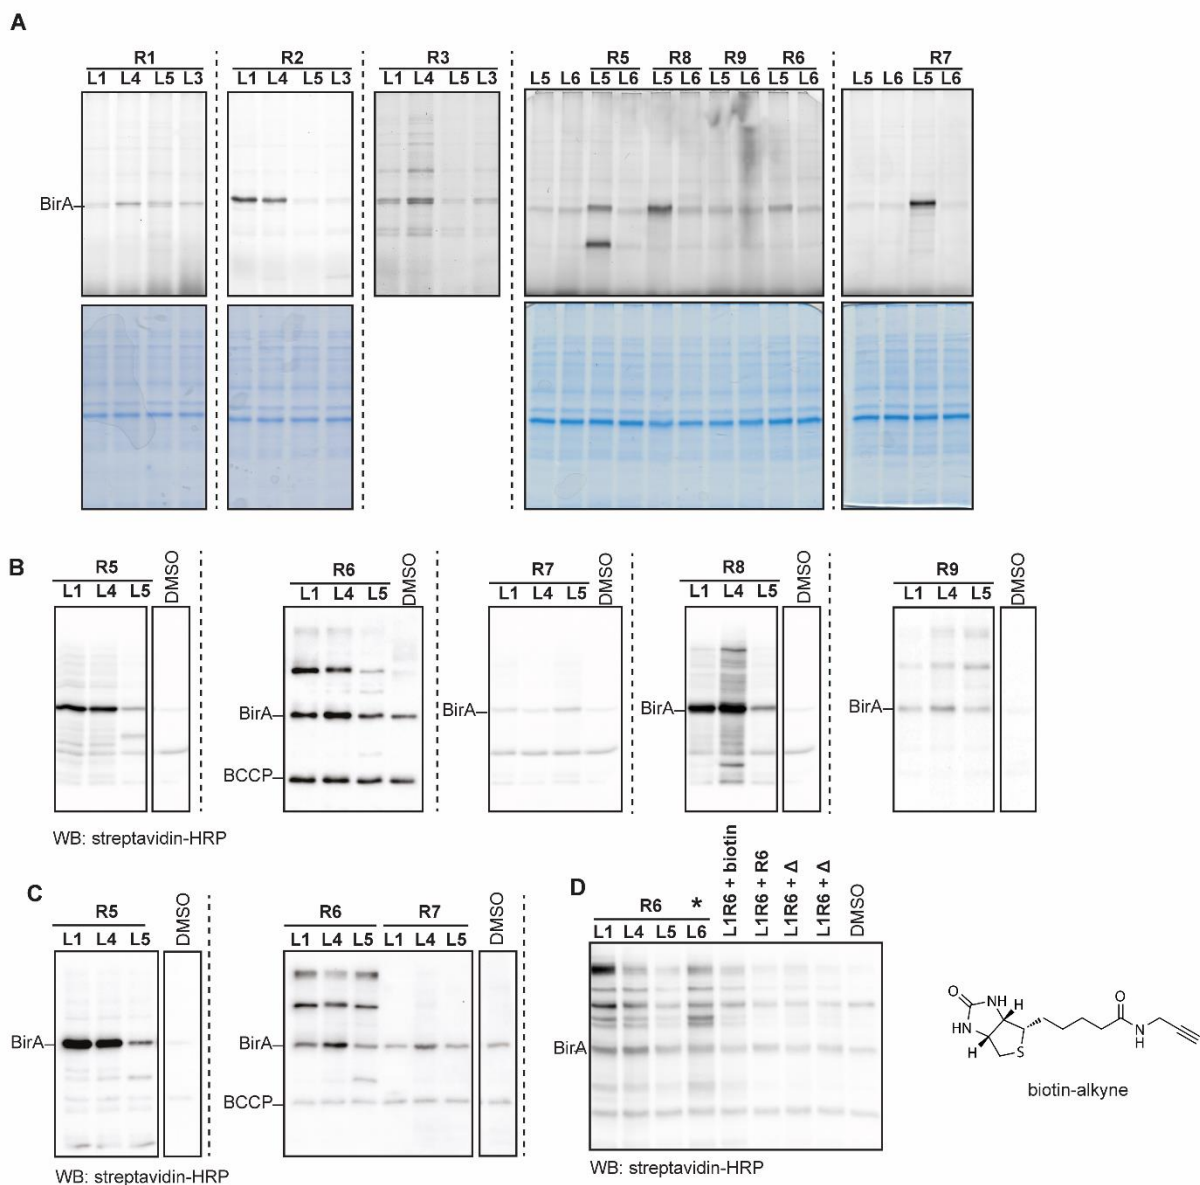 A
R1 R2 R3 R5 R8 R9 R6 R7
L1 L4 L5 L3 L1 L4 L5 L3 L1 L4 L5 L3 L5 L6 L5 L6 L5 L6 L5 L6 L5 L6 L5 L6 L5 L6
BirA
B
R5 DMSO R6 DMSO R7 DMSO R8 DMSO R9 DMSO
L1 L4 L5 L1 L4 L5 L1 L4 L5 L1 L4 L5 L1 L4 L5
BirA BirA BirA BirA
BCCP
WB: streptavidin-HRP
C
R5 DMSO R6 R7 DMSO
L1 L4 L5 L1 L4 L5 L1 L4 L5
BirA BirA
BCCP
WB: streptavidin-HRP
D
R6 * L1R6 + biotin L1R6 + R6 L1R6 + Δ L1R6 + Δ DMSO
L1 L4 L5 L6
BirA
WB: streptavidin-HRP
O NH H O
HN N
H S H
biotin-alkyne